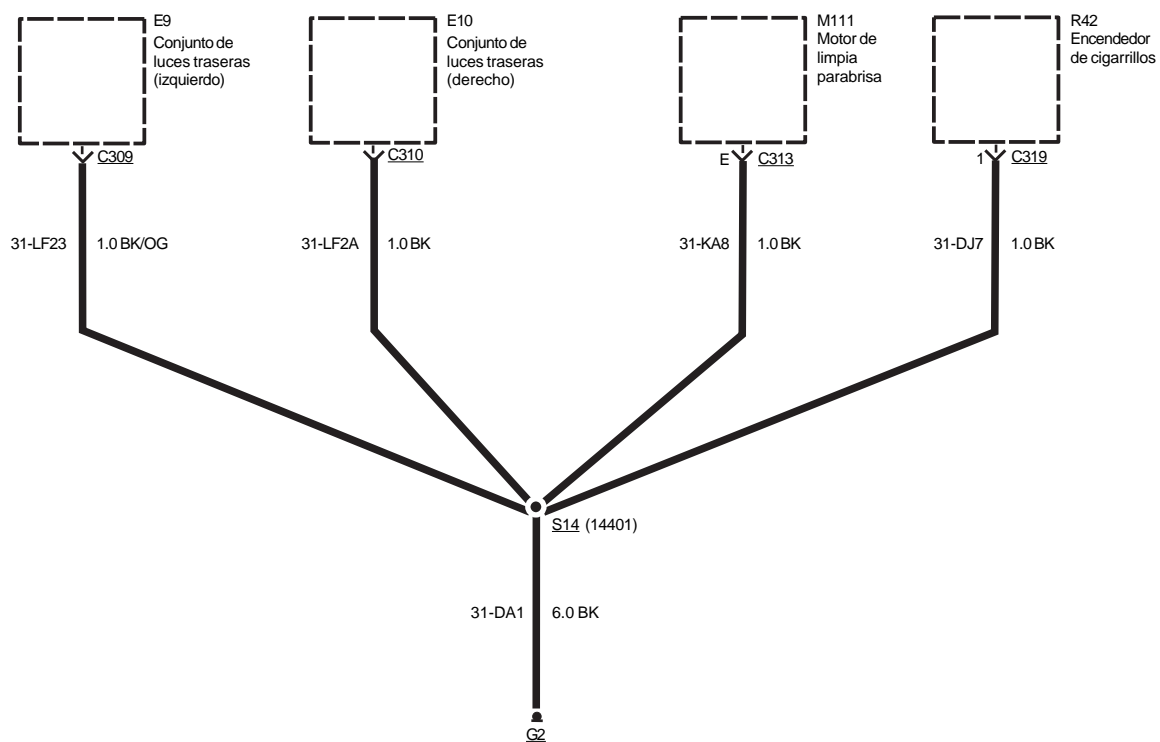 E9
Conjunto de
luces traseras
(izquierdo)
E10
Conjunto de
luces traseras
(derecho)
M111
Motor de
limpia
parabrisa
R42
Encendedor
de cigarrillos
C309
C310
E C313
1 C319
31-LF23 1.0 BK/OG
31-LF2A 1.0 BK
31-KA8 1.0 BK
31-DJ7 1.0 BK
S14 (14401)
31-DA1 6.0 BK
G2